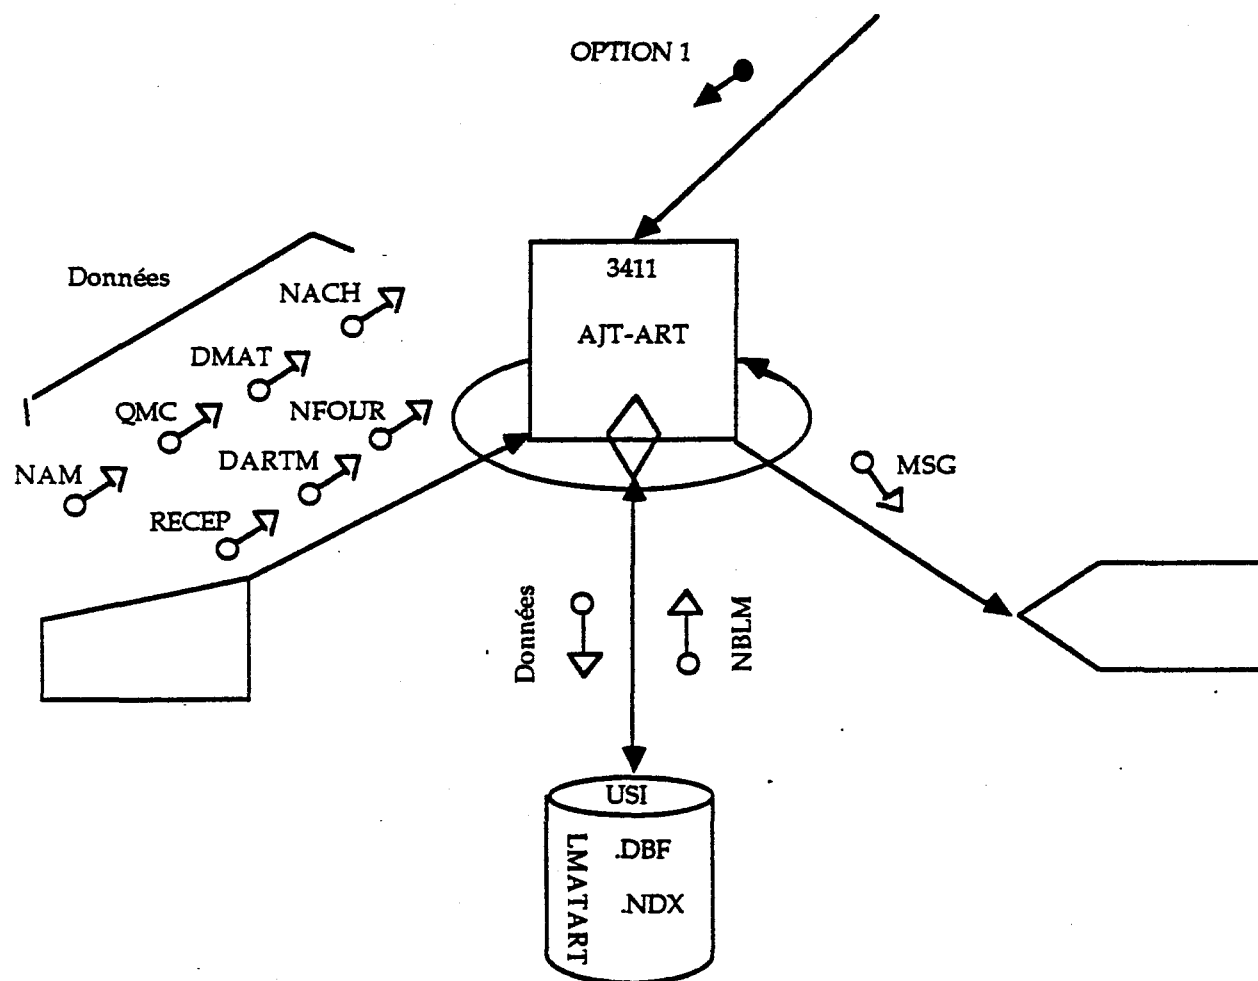 OPTION 1
3411
AJT-ART
Données
NACH
DMAT
QMC
NFOUR
NAM
DARTM
RECEP
MSG
Données
NBLM
USI
LMATART
.DBF
.NDX